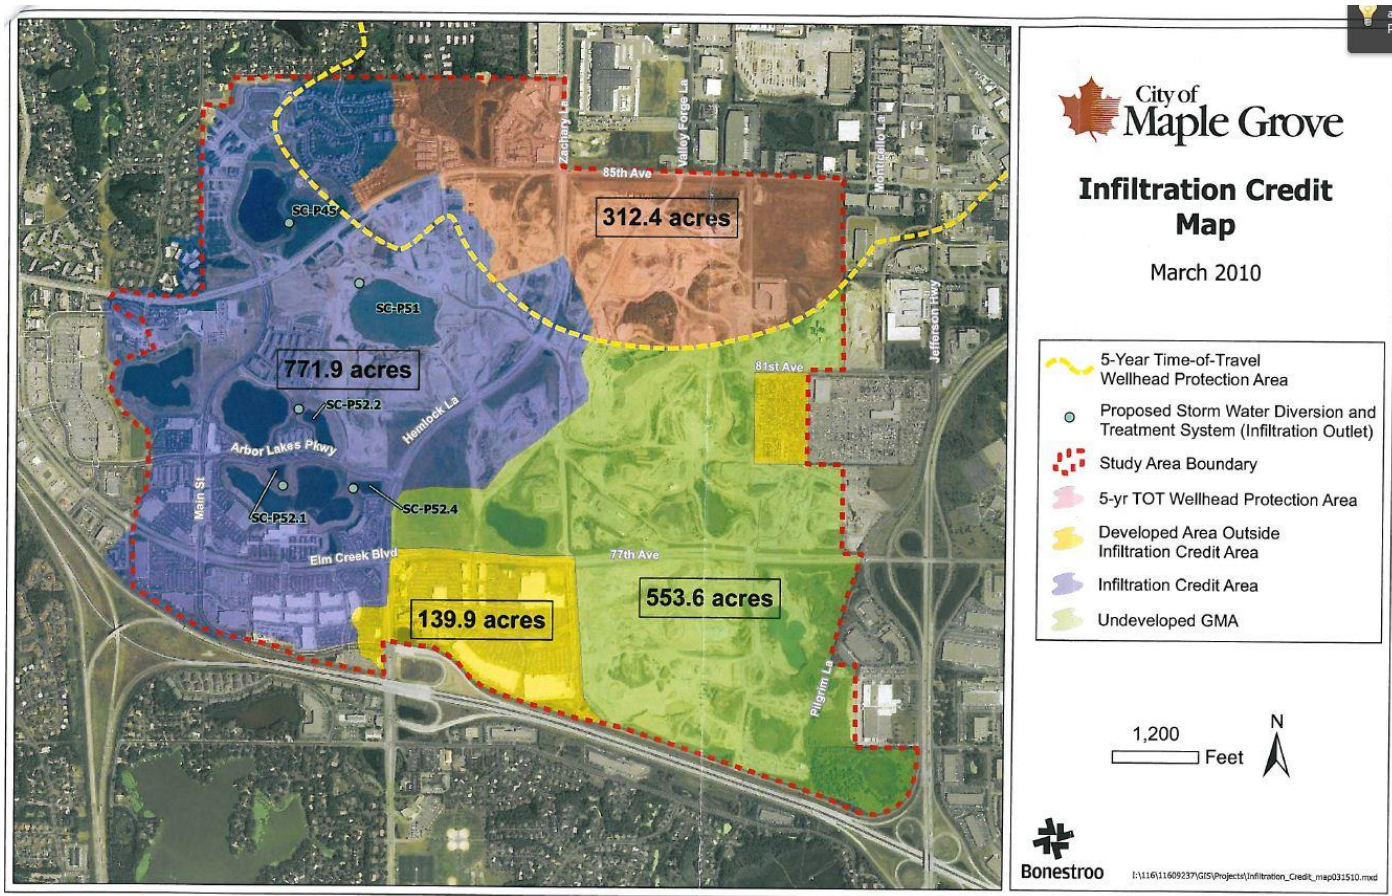 City of
Maple Grove
Infiltration Credit
Map
March 2010
5-Year Time-of-Travel
Wellhead Protection Area
Proposed Storm Water Diversion and
Treatment System (Infiltration Outlet)
Study Area Boundary
5-yr TOT Wellhead Protection Area
Developed Area Outside
Infiltration Credit Area
Infiltration Credit Area
Undeveloped GMA
1,200
Feet
N
Bonestroo
I:\116\11609237\GIS\Projects\Infiltration_Credit_map031510.mxd
Zachary La
Valley Forge La
Monticello La
85th Ave
312.4 acres
SC-P45
SC-P51
Jefferson Hwy
771.9 acres
81st Ave
SC-P52.2
Hemlock La
Arbor Lakes Pkwy
Main St
SC-P52.1
SC-P52.4
Elm Creek Blvd
77th Ave
139.9 acres
553.6 acres
Pilgrim La